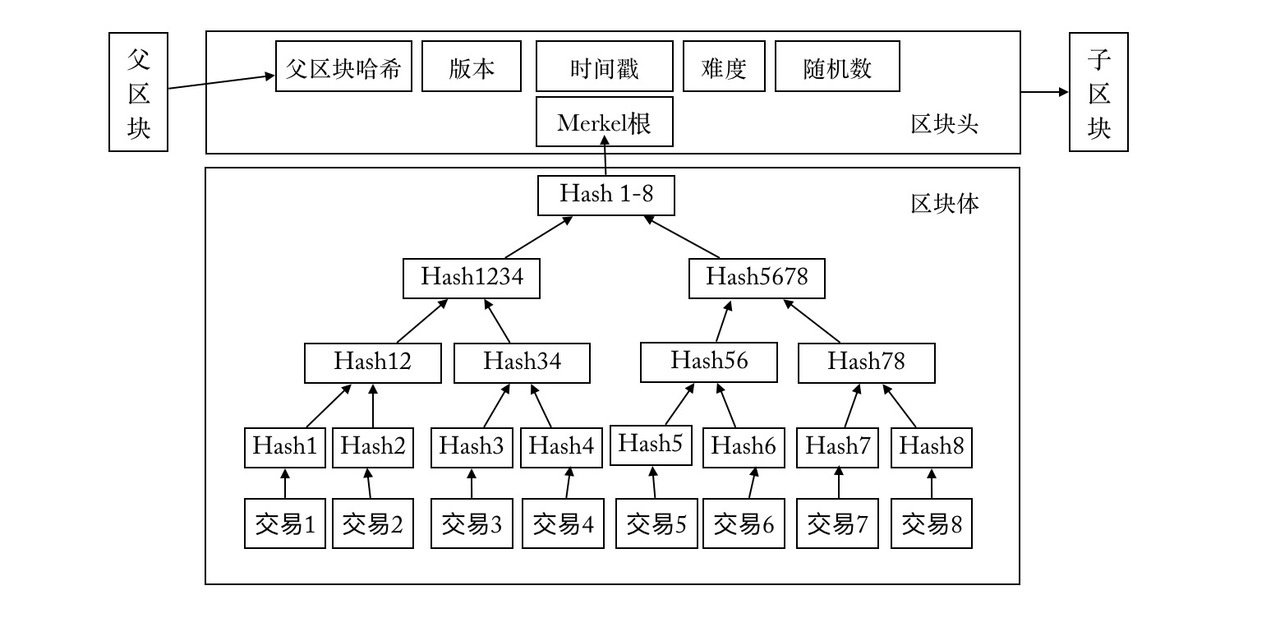 父
区
块
父区块哈希 版本 时间戳 难度 随机数
Merkel根
区块头
子
区
块
Hash 1-8
区块体
Hash1234 Hash5678
Hash12 Hash34 Hash56 Hash78
Hash1 Hash2 Hash3 Hash4 Hash5 Hash6 Hash7 Hash8
交易1 交易2 交易3 交易4 交易5 交易6 交易7 交易8